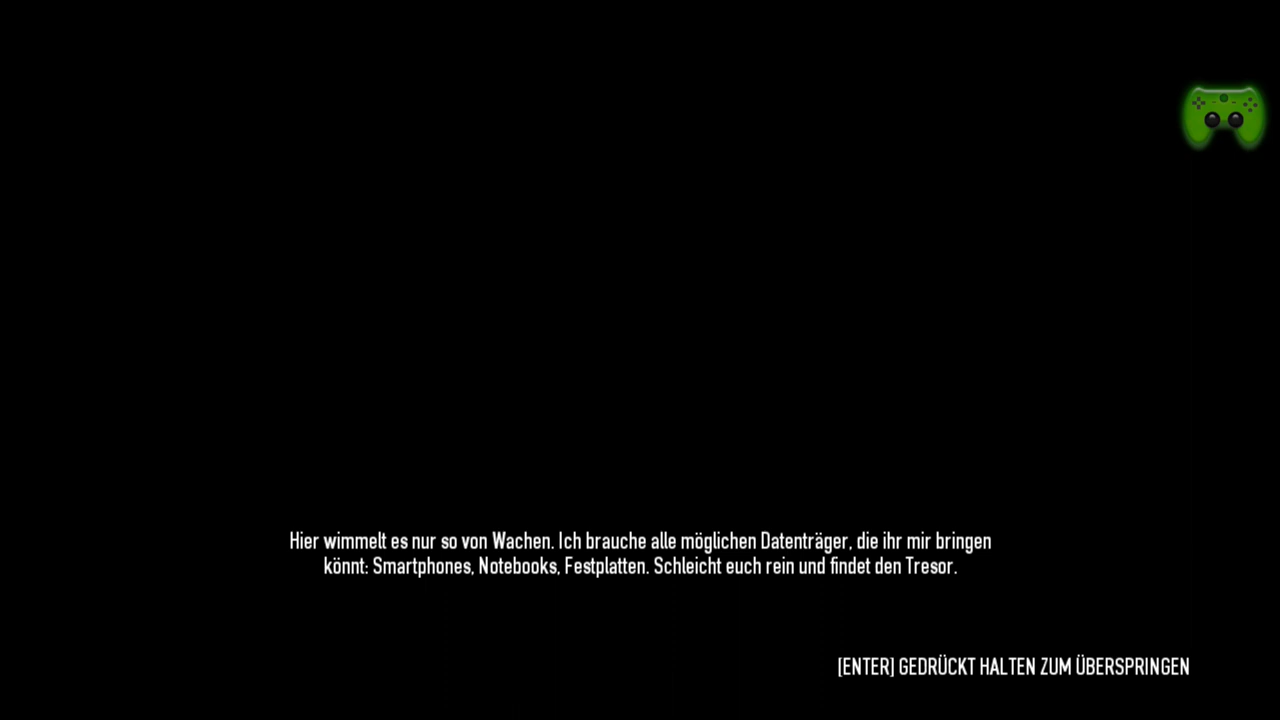 Hier wimmelt es nur so von Wachen. Ich brauche alle möglichen Datenträger, die ihr mir bringen
könnt: Smartphones, Notebooks, Festplatten. Schleicht euch rein und findet den Tresor.
[ENTER] GEDRÜCKT HALTEN ZUM ÜBERSPRINGEN